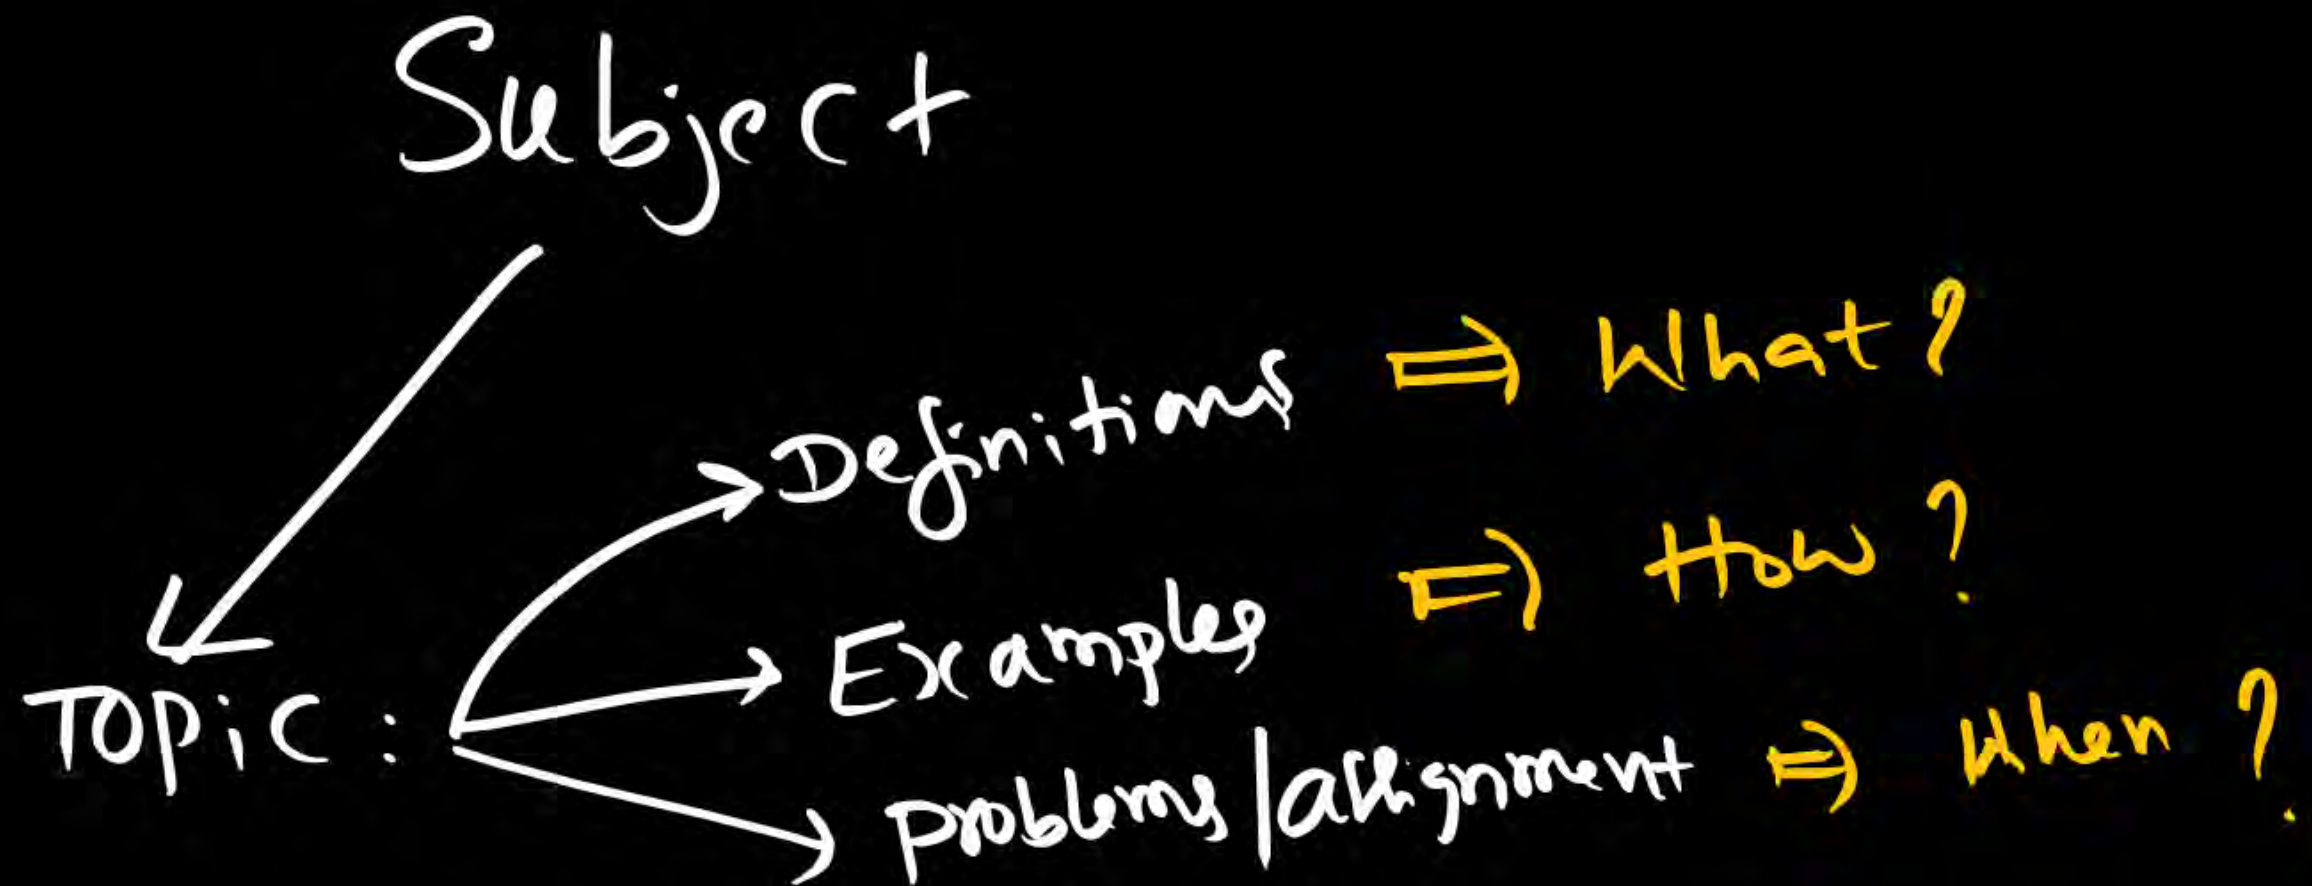 Subject
Definitions ⇒ What?
Examples ⇒ How?
Topic:
problems/assignment ⇒ When?